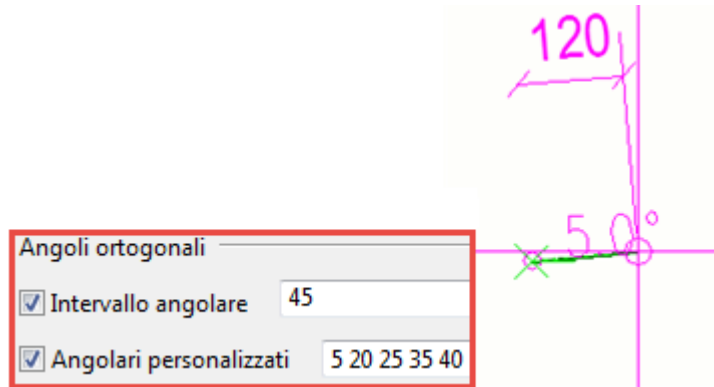 120
5.0°
Angoli ortogonali
Intervallo angolare 45
Angolari personalizzati 5 20 25 35 40